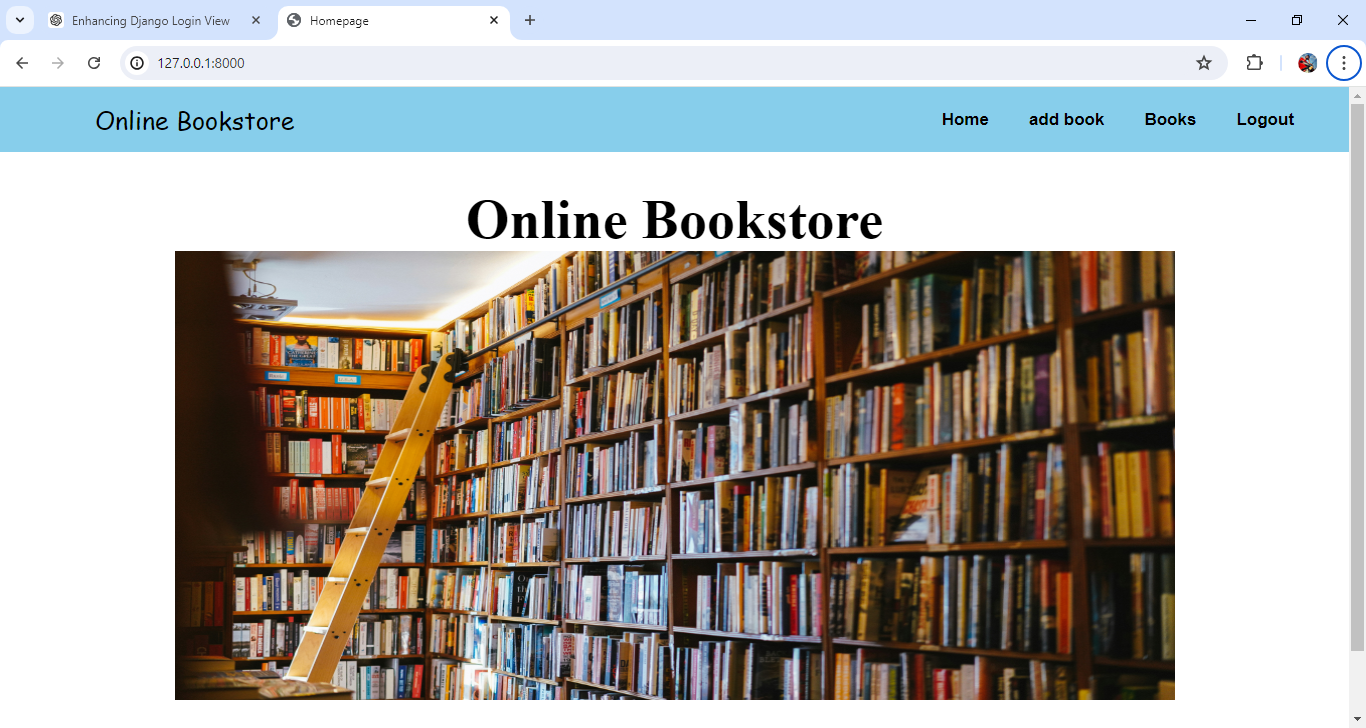 Enhancing Django Login View
Homepage
127.0.0.1:8000
Online Bookstore
Home add book Books Logout
Online Bookstore